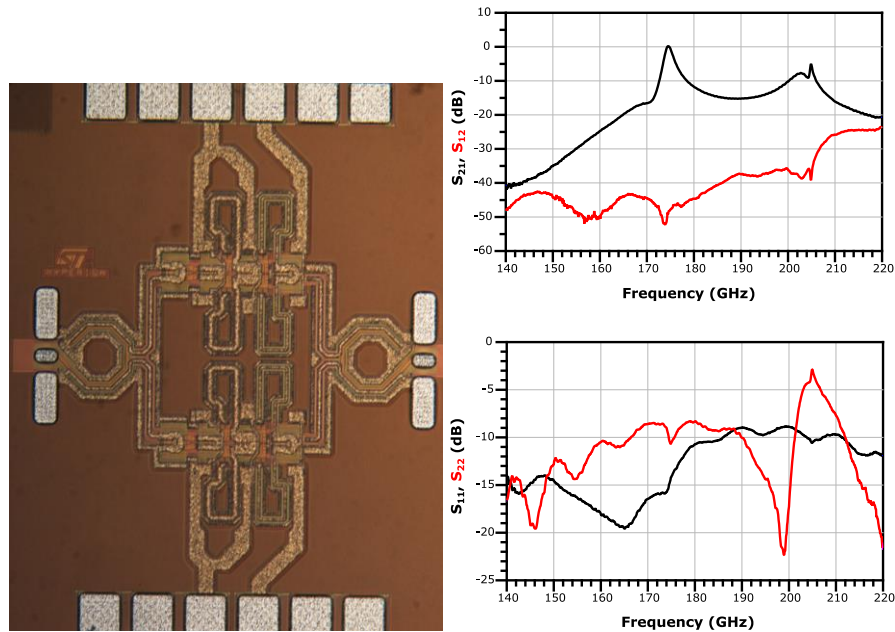 ST
HYPERION
10
0
-10
-20
-30
-40
-50
-60
S21, S12 (dB)
140 150 160 170 180 190 200 210 220
Frequency (GHz)
0
-5
-10
-15
-20
-25
S11, S22 (dB)
140 150 160 170 180 190 200 210 220
Frequency (GHz)